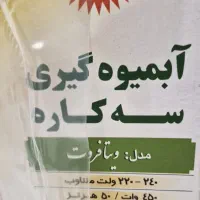 آبمیوه گیری
سه کاره
مدل: ویتافروت
۲۴۰ - ۲۲۰ ولت متناوب
۴۵۰ وات / ۵۰ هرتز